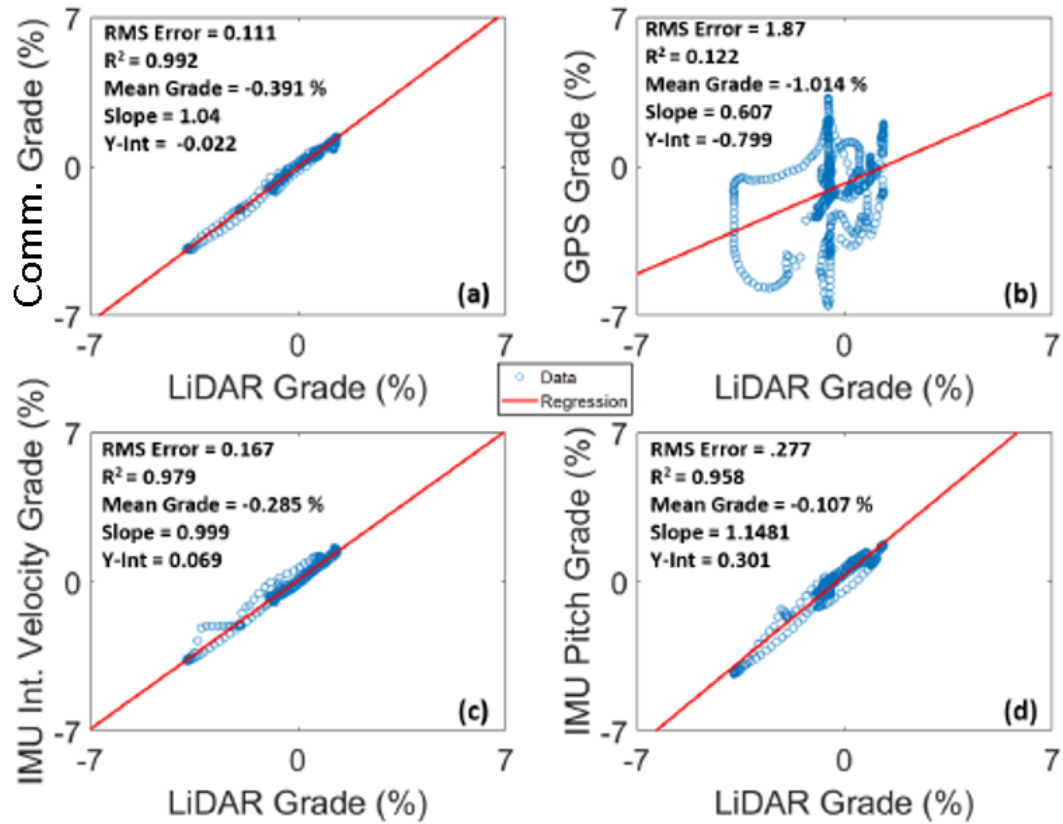 7
RMS Error = 0.111
R² = 0.992
Mean Grade = -0.391 %
Slope = 1.04
Y-Int = -0.022
0
Comm. Grade (%)
(a)
-7
-7 0 7
LiDAR Grade (%)
7
RMS Error = 1.87
R² = 0.122
Mean Grade = -1.014 %
Slope = 0.607
Y-Int = -0.799
0
GPS Grade (%)
(b)
-7
-7 0 7
LiDAR Grade (%)
Data
Regression
7
RMS Error = 0.167
R² = 0.979
Mean Grade = -0.285 %
Slope = 0.999
Y-Int = 0.069
0
IMU Int. Velocity Grade (%)
(c)
-7
-7 0 7
LiDAR Grade (%)
7
RMS Error = .277
R² = 0.958
Mean Grade = -0.107 %
Slope = 1.1481
Y-Int = 0.301
0
IMU Pitch Grade (%)
(d)
-7
-7 0 7
LiDAR Grade (%)